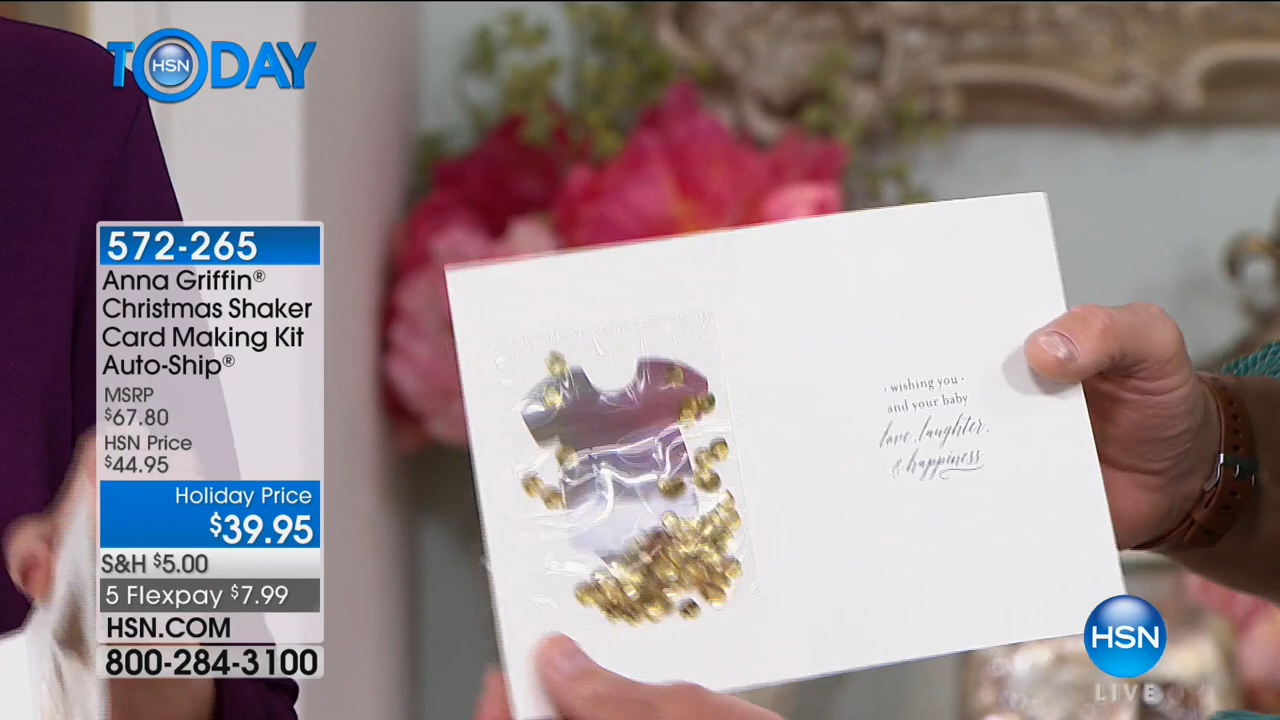 TODAY
HSN
572-265
Anna Griffin®
Christmas Shaker
Card Making Kit
Auto-Ship®
MSRP
$67.80
HSN Price
$44.95
Holiday Price
$39.95
S&H $5.00
5 Flexpay $7.99
HSN.COM
800-284-3100
wishing you
and your baby
love, laughter,
& happiness
HSN
LIVE